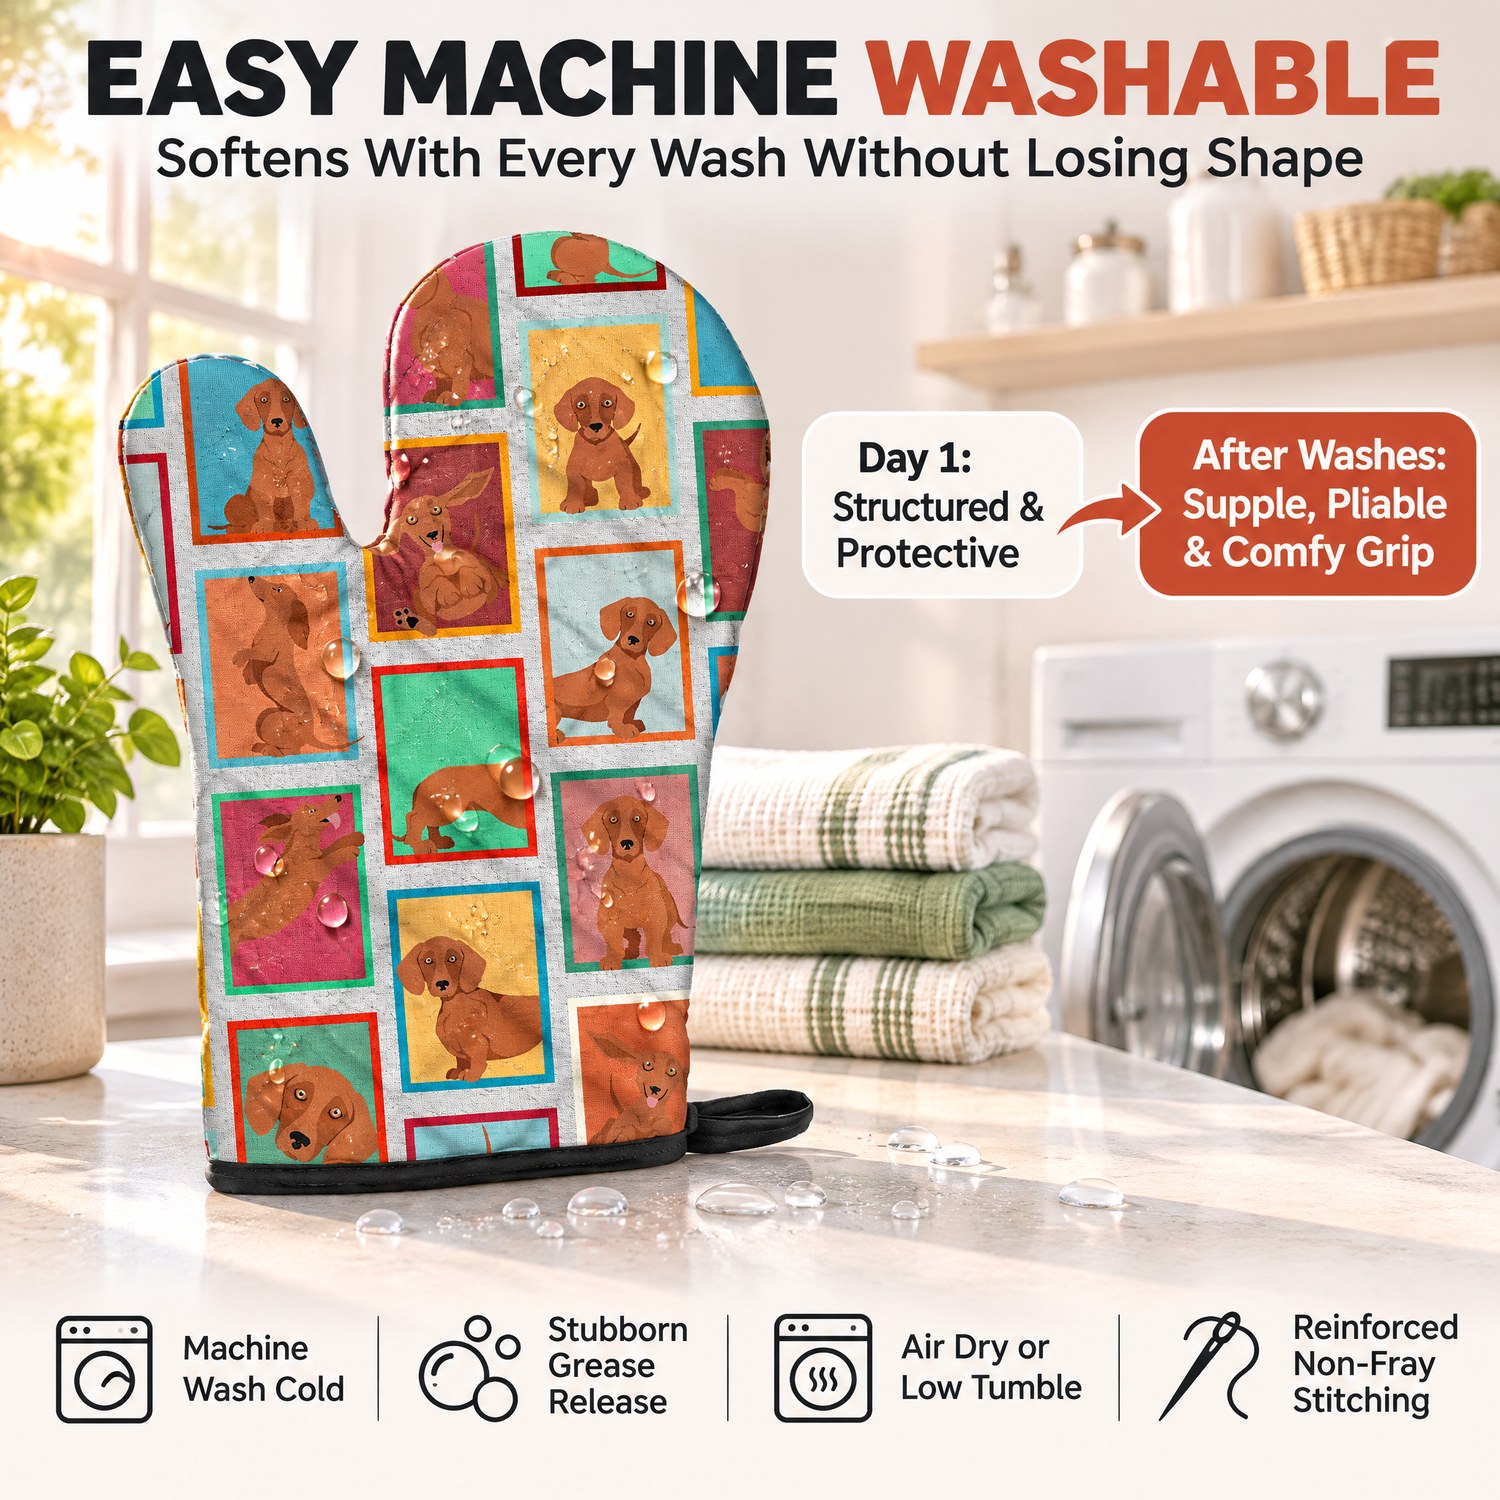 EASY MACHINE WASHABLE
Softens With Every Wash Without Losing Shape
Day 1:
Structured &
Protective
After Washes:
Supple, Pliable
& Comfy Grip
Machine
Wash Cold
Stubborn
Grease
Release
Air Dry or
Low Tumble
Reinforced
Non-Fray
Stitching